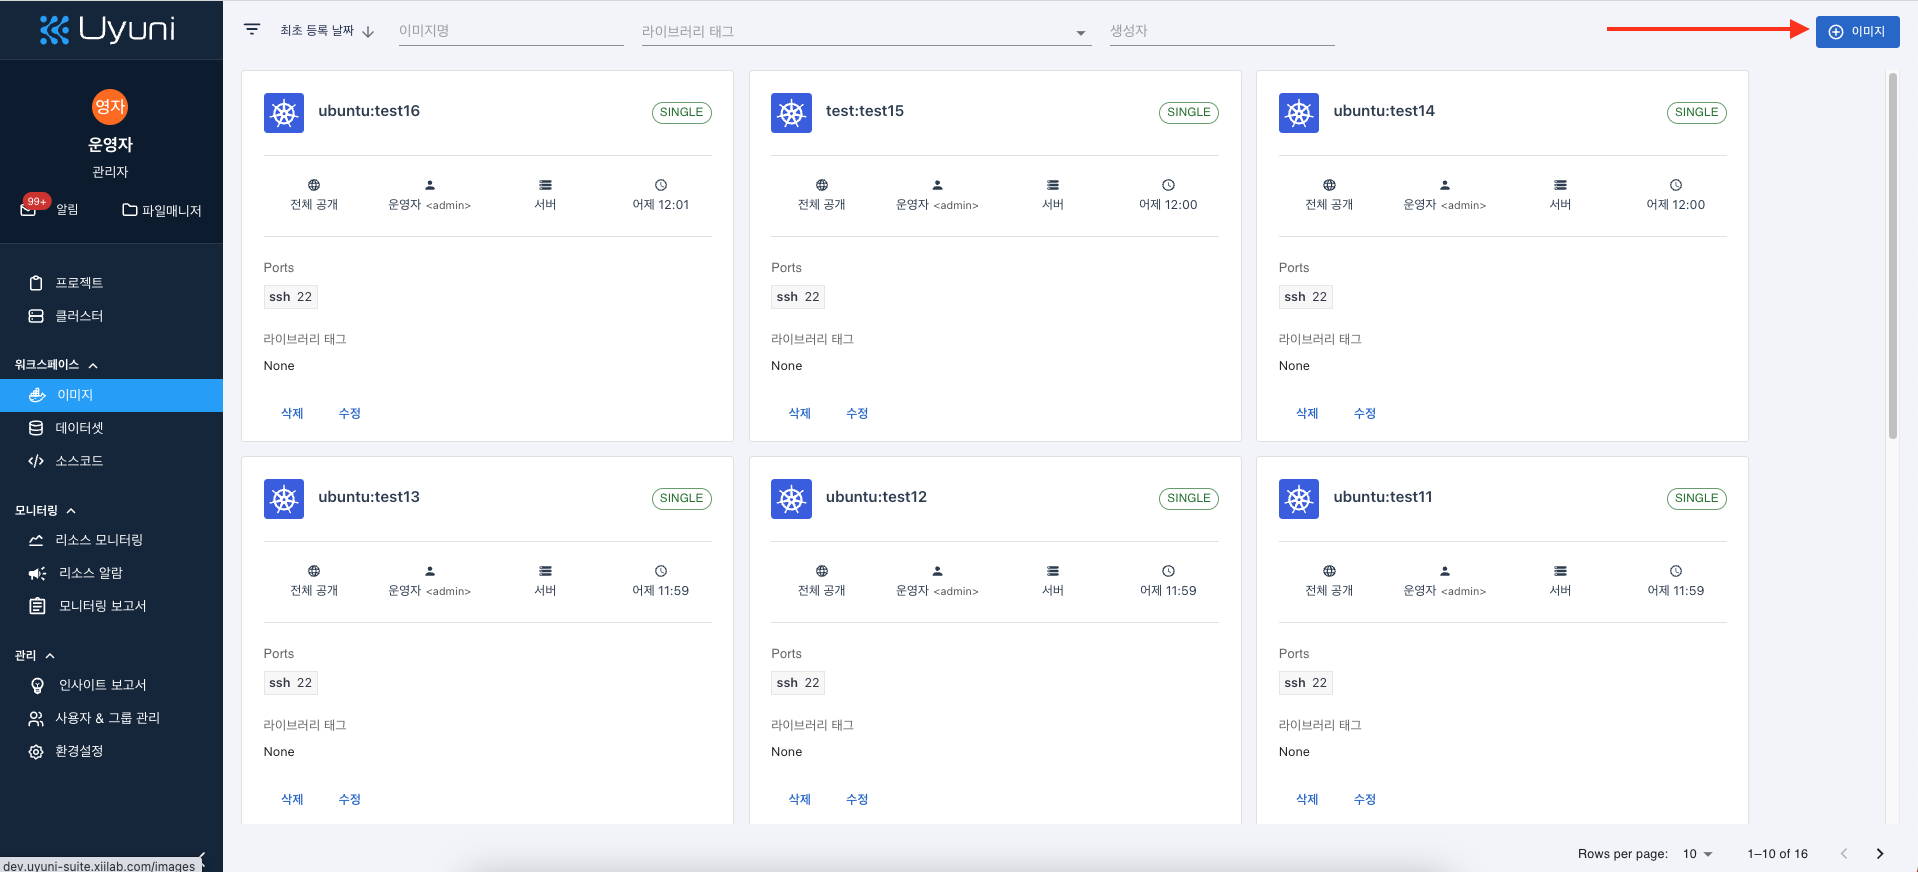 Uyuni
영자
운영자
관리자
99+
알림
파일매니저
프로젝트
클러스터
워크스페이스
이미지
데이터셋
소스코드
모니터링
리소스 모니터링
리소스 알람
모니터링 보고서
관리
인사이트 보고서
사용자 & 그룹 관리
환경설정
dev.uyuni-suite.xiilab.com/images
최초 등록 날짜
이미지명
라이브러리 태그
생성자
이미지
ubuntu:test16
SINGLE
전체 공개
운영자 <admin>
서버
어제 12:01
Ports
ssh 22
라이브러리 태그
None
삭제
수정
test:test15
SINGLE
전체 공개
운영자 <admin>
서버
어제 12:00
Ports
ssh 22
라이브러리 태그
None
삭제
수정
ubuntu:test14
SINGLE
전체 공개
운영자 <admin>
서버
어제 12:00
Ports
ssh 22
라이브러리 태그
None
삭제
수정
ubuntu:test13
SINGLE
전체 공개
운영자 <admin>
서버
어제 11:59
Ports
ssh 22
라이브러리 태그
None
삭제
수정
ubuntu:test12
SINGLE
전체 공개
운영자 <admin>
서버
어제 11:59
Ports
ssh 22
라이브러리 태그
None
삭제
수정
ubuntu:test11
SINGLE
전체 공개
운영자 <admin>
서버
어제 11:59
Ports
ssh 22
라이브러리 태그
None
삭제
수정
Rows per page: 10
1–10 of 16